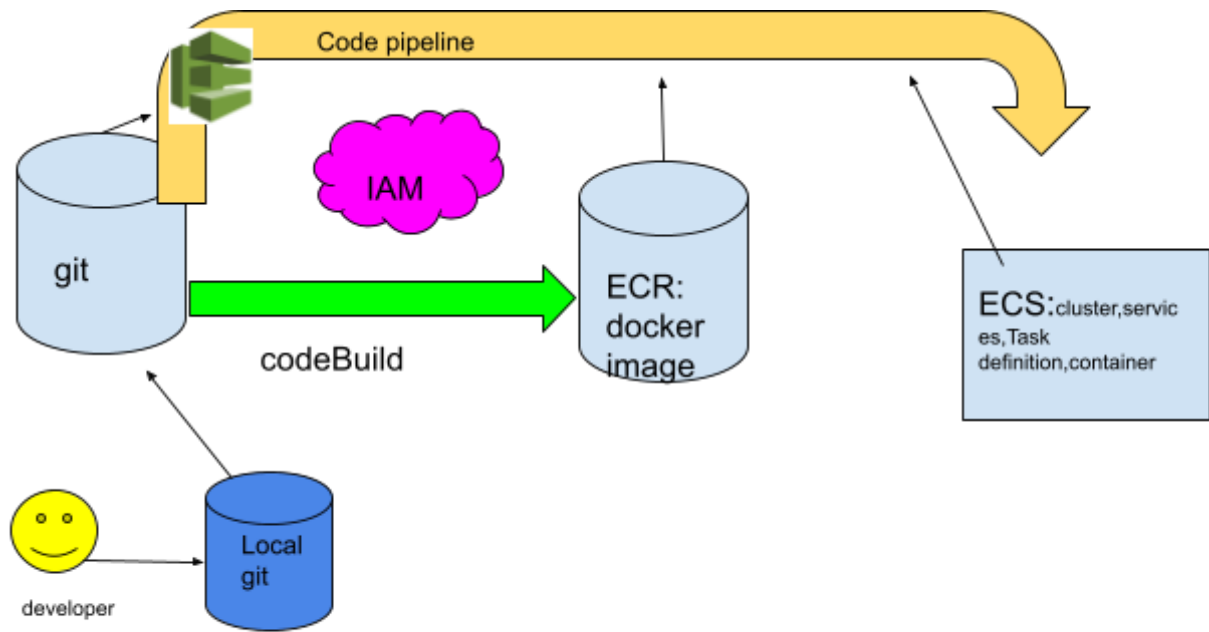 Code pipeline
IAM
git
ECR:
docker
image
ECS:cluster,servic
es,Task
definition,container
codeBuild
Local
git
developer